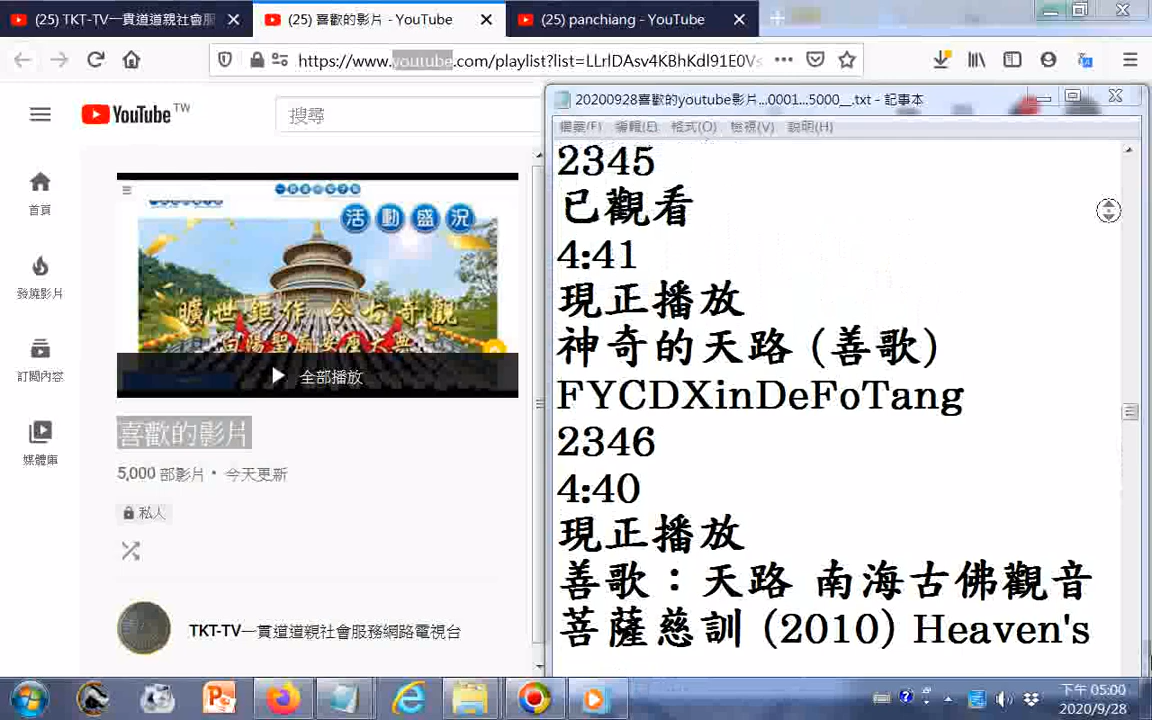 (25) TKT-TV一貫道道親社會服
(25) 喜歡的影片 - YouTube
(25) panchiang - YouTube
https://www.youtube.com/playlist?list=LLrlDAsv4KBhKdl91E0Vs
YouTube TW
搜尋
首頁
發燒影片
訂閱內容
媒體庫
活動盛況
曠世鉅作 今古奇觀
全部播放
喜歡的影片
5,000 部影片 • 今天更新
私人
TKT-TV一貫道道親社會服務網路電視台
20200928喜歡的youtube影片...0001...5000__.txt - 記事本
檔案(F) 編輯(E) 格式(O) 檢視(V) 說明(H)
2345
已觀看
4:41
現正播放
神奇的天路 (善歌)
FYCDXinDeFoTang
2346
4:40
現正播放
善歌：天路 南海古佛觀音
菩薩慈訓 (2010) Heaven's
下午 05:00
2020/9/28